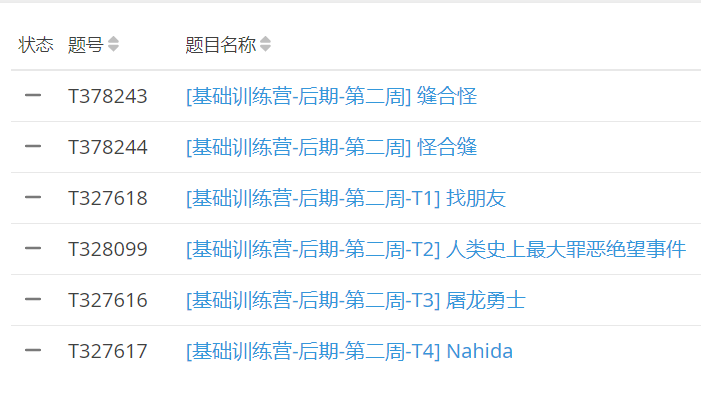 状态 题号 题目名称
T378243 [基础训练营-后期-第二周] 缝合怪
T378244 [基础训练营-后期-第二周] 怪合缝
T327618 [基础训练营-后期-第二周-T1] 找朋友
T328099 [基础训练营-后期-第二周-T2] 人类史上最大罪恶绝望事件
T327616 [基础训练营-后期-第二周-T3] 屠龙勇士
T327617 [基础训练营-后期-第二周-T4] Nahida